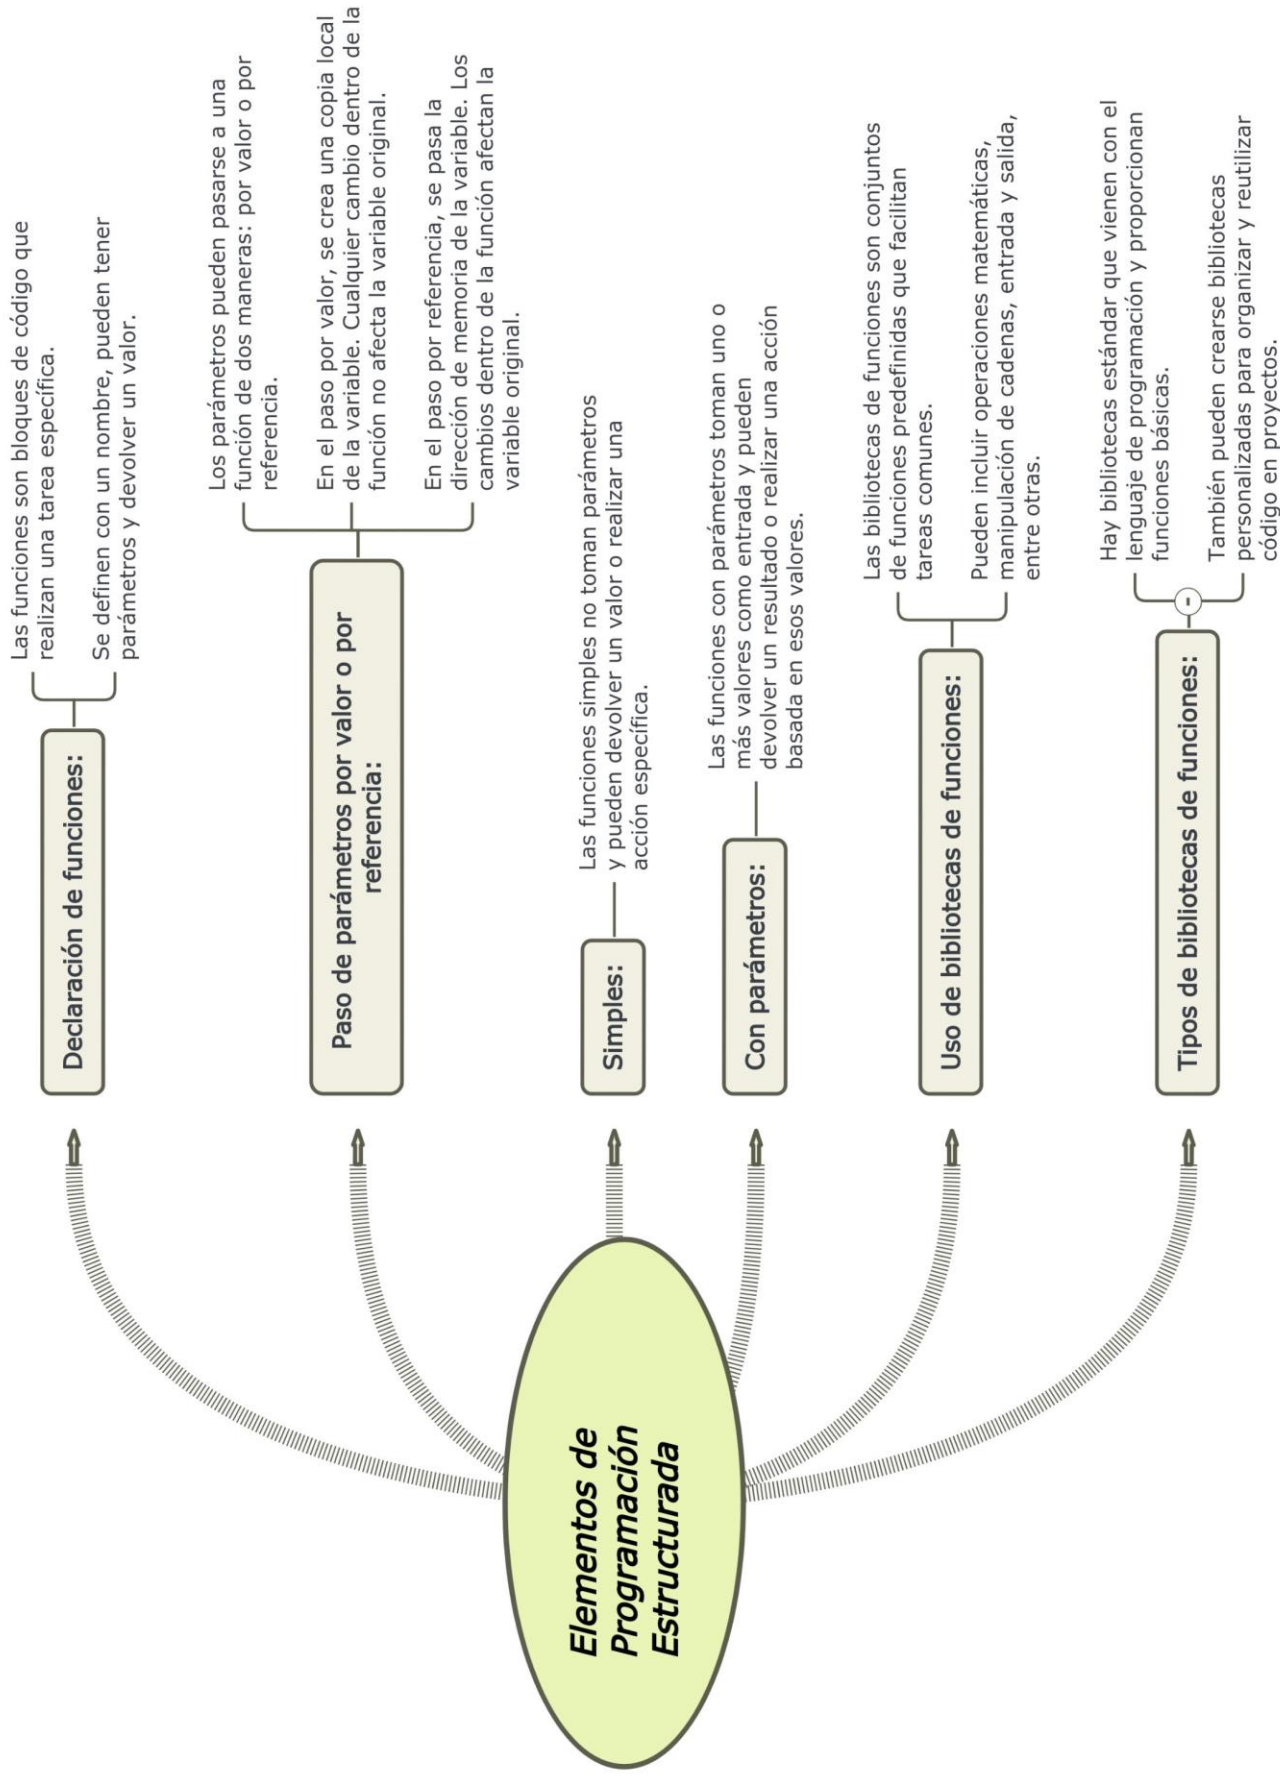 Elementos de
Programación
Estructurada
Declaración de funciones:
Las funciones son bloques de código que
realizan una tarea específica.
Se definen con un nombre, pueden tener
parámetros y devolver un valor.
Paso de parámetros por valor o por
referencia:
Los parámetros pueden pasarse a una
función de dos maneras: por valor o por
referencia.
En el paso por valor, se crea una copia local
de la variable. Cualquier cambio dentro de la
función no afecta la variable original.
En el paso por referencia, se pasa la
dirección de memoria de la variable. Los
cambios dentro de la función afectan la
variable original.
Simples:
Las funciones simples no toman parámetros
y pueden devolver un valor o realizar una
acción específica.
Con parámetros:
Las funciones con parámetros toman uno o
más valores como entrada y pueden
devolver un resultado o realizar una acción
basada en esos valores.
Uso de bibliotecas de funciones:
Las bibliotecas de funciones son conjuntos
de funciones predefinidas que facilitan
tareas comunes.
Pueden incluir operaciones matemáticas,
manipulación de cadenas, entrada y salida,
entre otras.
Tipos de bibliotecas de funciones:
Hay bibliotecas estándar que vienen con el
lenguaje de programación y proporcionan
funciones básicas.
También pueden crearse bibliotecas
personalizadas para organizar y reutilizar
código en proyectos.